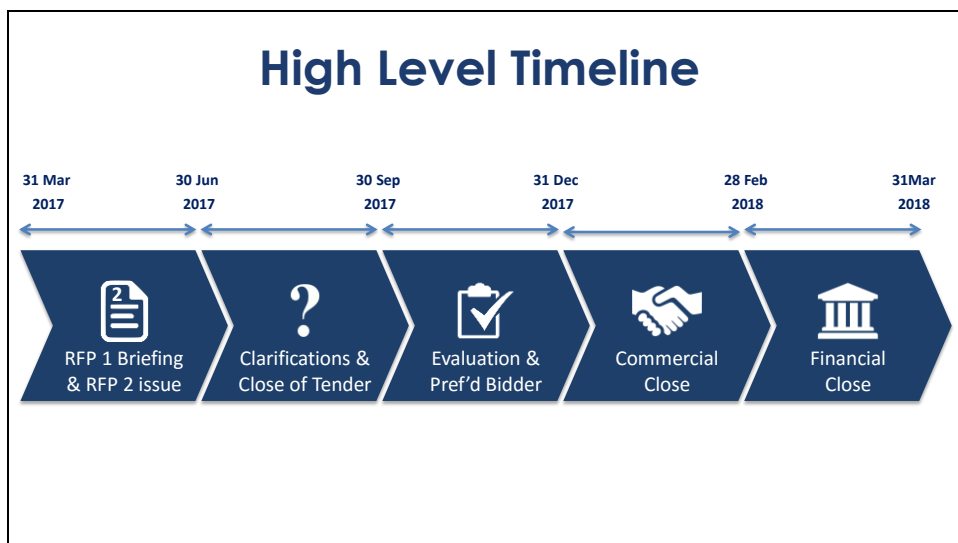 High Level Timeline
31 Mar 30 Jun 30 Sep 31 Dec 28 Feb 31Mar
2017 2017 2017 2017 2018 2018
2
?
RFP 1 Briefing
& RFP 2 issue
Clarifications &
Close of Tender
Evaluation &
Pref'd Bidder
Commercial
Close
Financial
Close